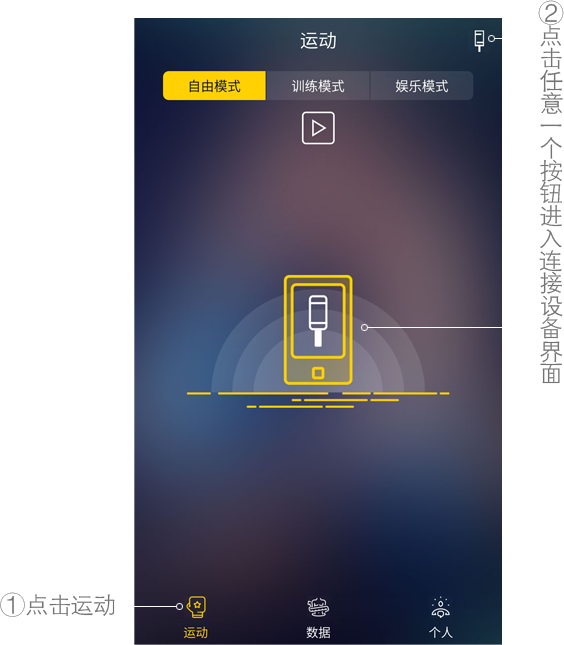 运动
自由模式 训练模式 娱乐模式
②点击任意一个按钮进入连接设备界面
①点击运动
运动 数据 个人